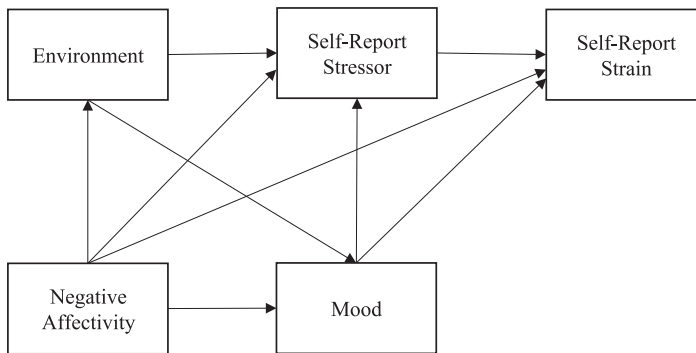 Environment
Self-Report
Stressor
Self-Report
Strain
Negative
Affectivity
Mood